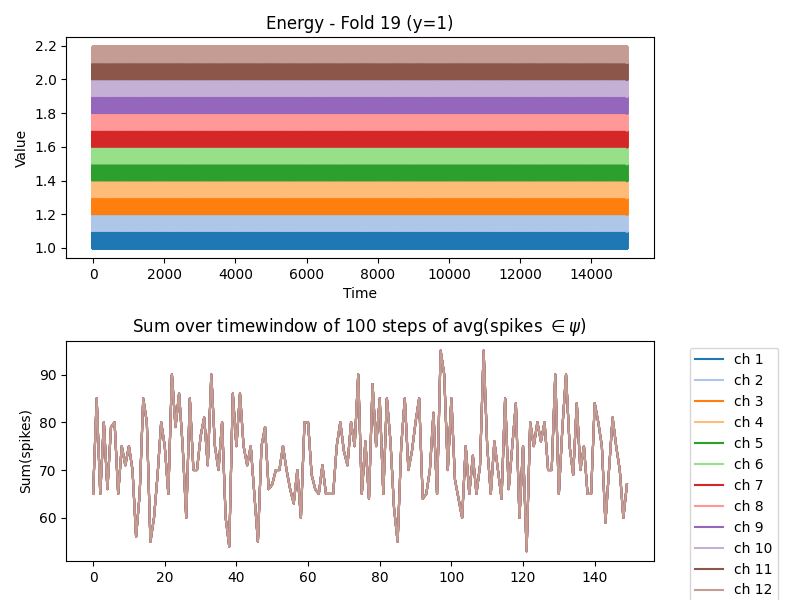 Energy - Fold 19 (y=1)
Value
2.2
2.0
1.8
1.6
1.4
1.2
1.0
0 2000 4000 6000 8000 10000 12000 14000
Time
Sum over timewindow of 100 steps of avg(spikes ∈ψ)
Sum(spikes)
90
80
70
60
0 20 40 60 80 100 120 140
ch 1
ch 2
ch 3
ch 4
ch 5
ch 6
ch 7
ch 8
ch 9
ch 10
ch 11
ch 12